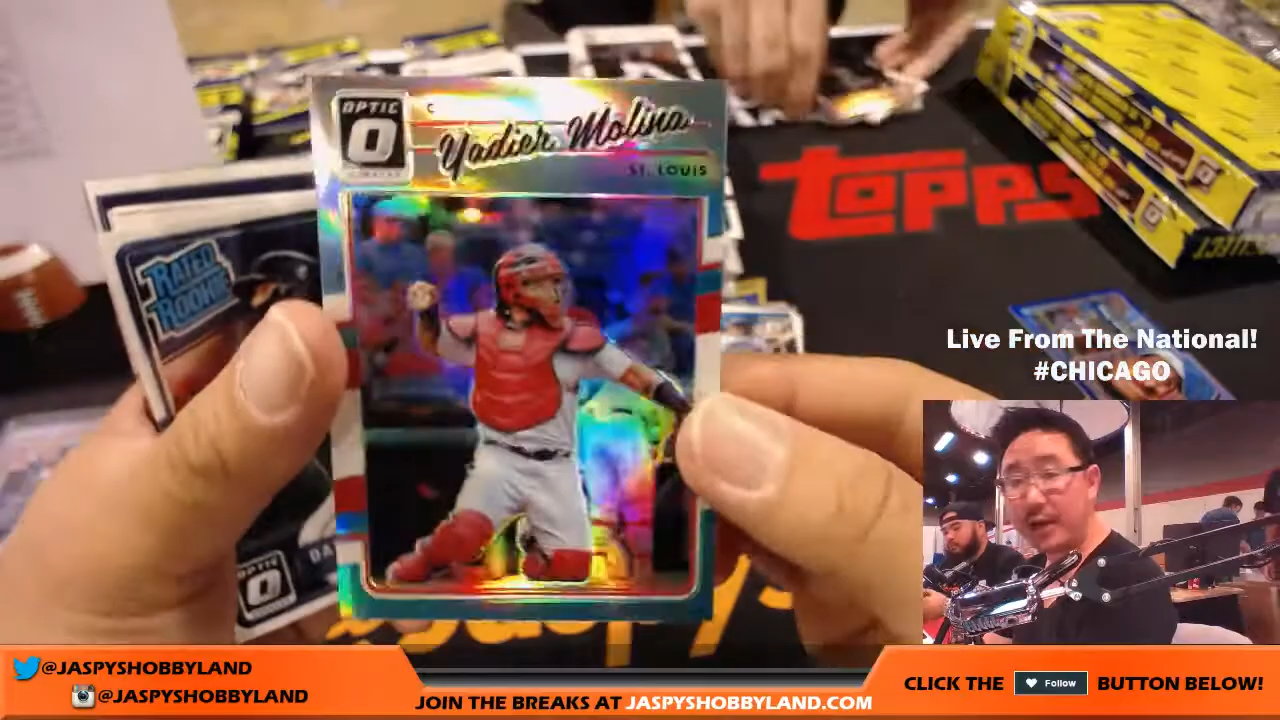 OPTIC
C
Yadier Molina
ST. LOUIS
RATED
ROOKIE
TOPPS
Live From The National!
#CHICAGO
OPTIC
DA
@JASPYSHOBBYLAND
@JASPYSHOBBYLAND
JOIN THE BREAKS AT JASPYSHOBBYLAND.COM
CLICK THE Follow BUTTON BELOW!